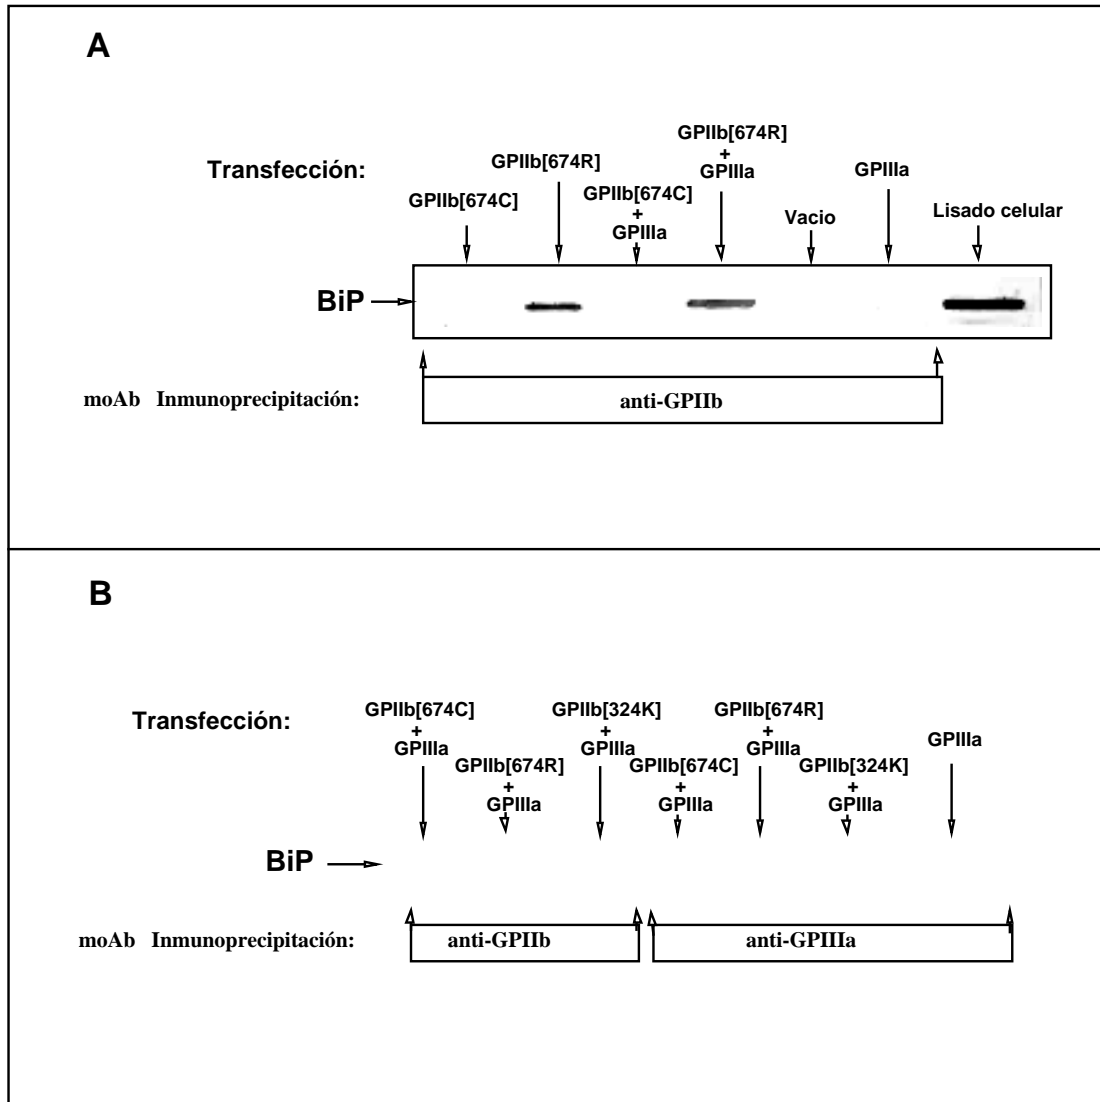 A
Transfección:
GPIIb[674C]
GPIIb[674R]
GPIIb[674C]
+
GPIIIa
GPIIb[674R]
+
GPIIIa
Vacio
GPIIIa
Lisado celular
BiP
moAb Inmunoprecipitación:
anti-GPIIb
B
Transfección:
GPIIb[674C]
+
GPIIIa
GPIIb[674R]
+
GPIIIa
GPIIb[324K]
+
GPIIIa
GPIIb[674C]
+
GPIIIa
GPIIb[674R]
+
GPIIIa
GPIIb[324K]
+
GPIIIa
GPIIIa
BiP
moAb Inmunoprecipitación:
anti-GPIIb
anti-GPIIIa